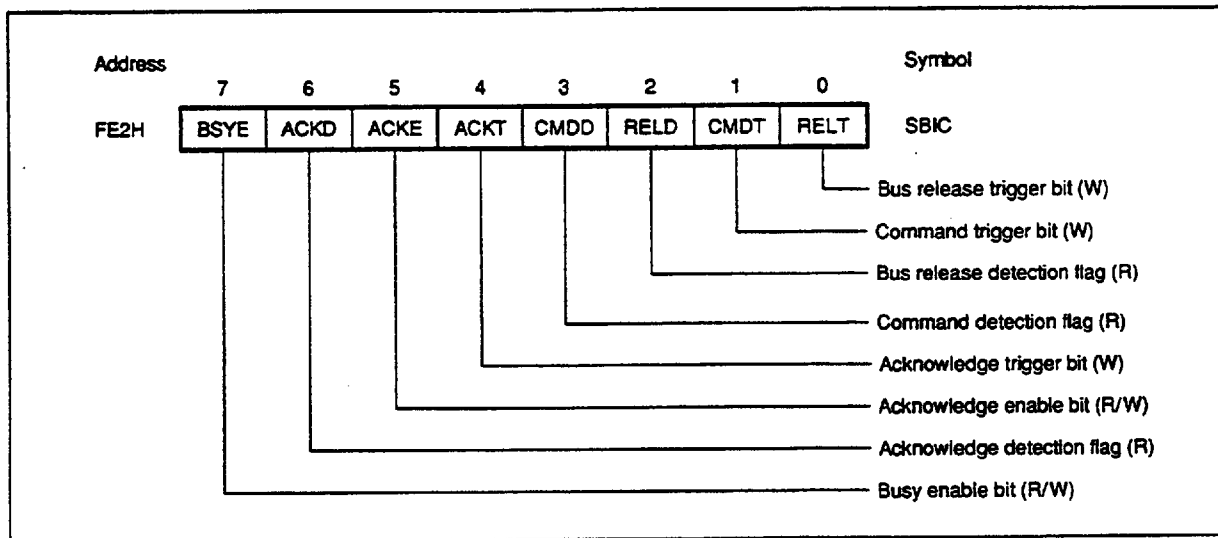 Address Symbol
7 6 5 4 3 2 1 0
FE2H BSYE ACKD ACKE ACKT CMDD RELD CMDT RELT SBIC
Bus release trigger bit (W)
Command trigger bit (W)
Bus release detection flag (R)
Command detection flag (R)
Acknowledge trigger bit (W)
Acknowledge enable bit (R/W)
Acknowledge detection flag (R)
Busy enable bit (R/W)